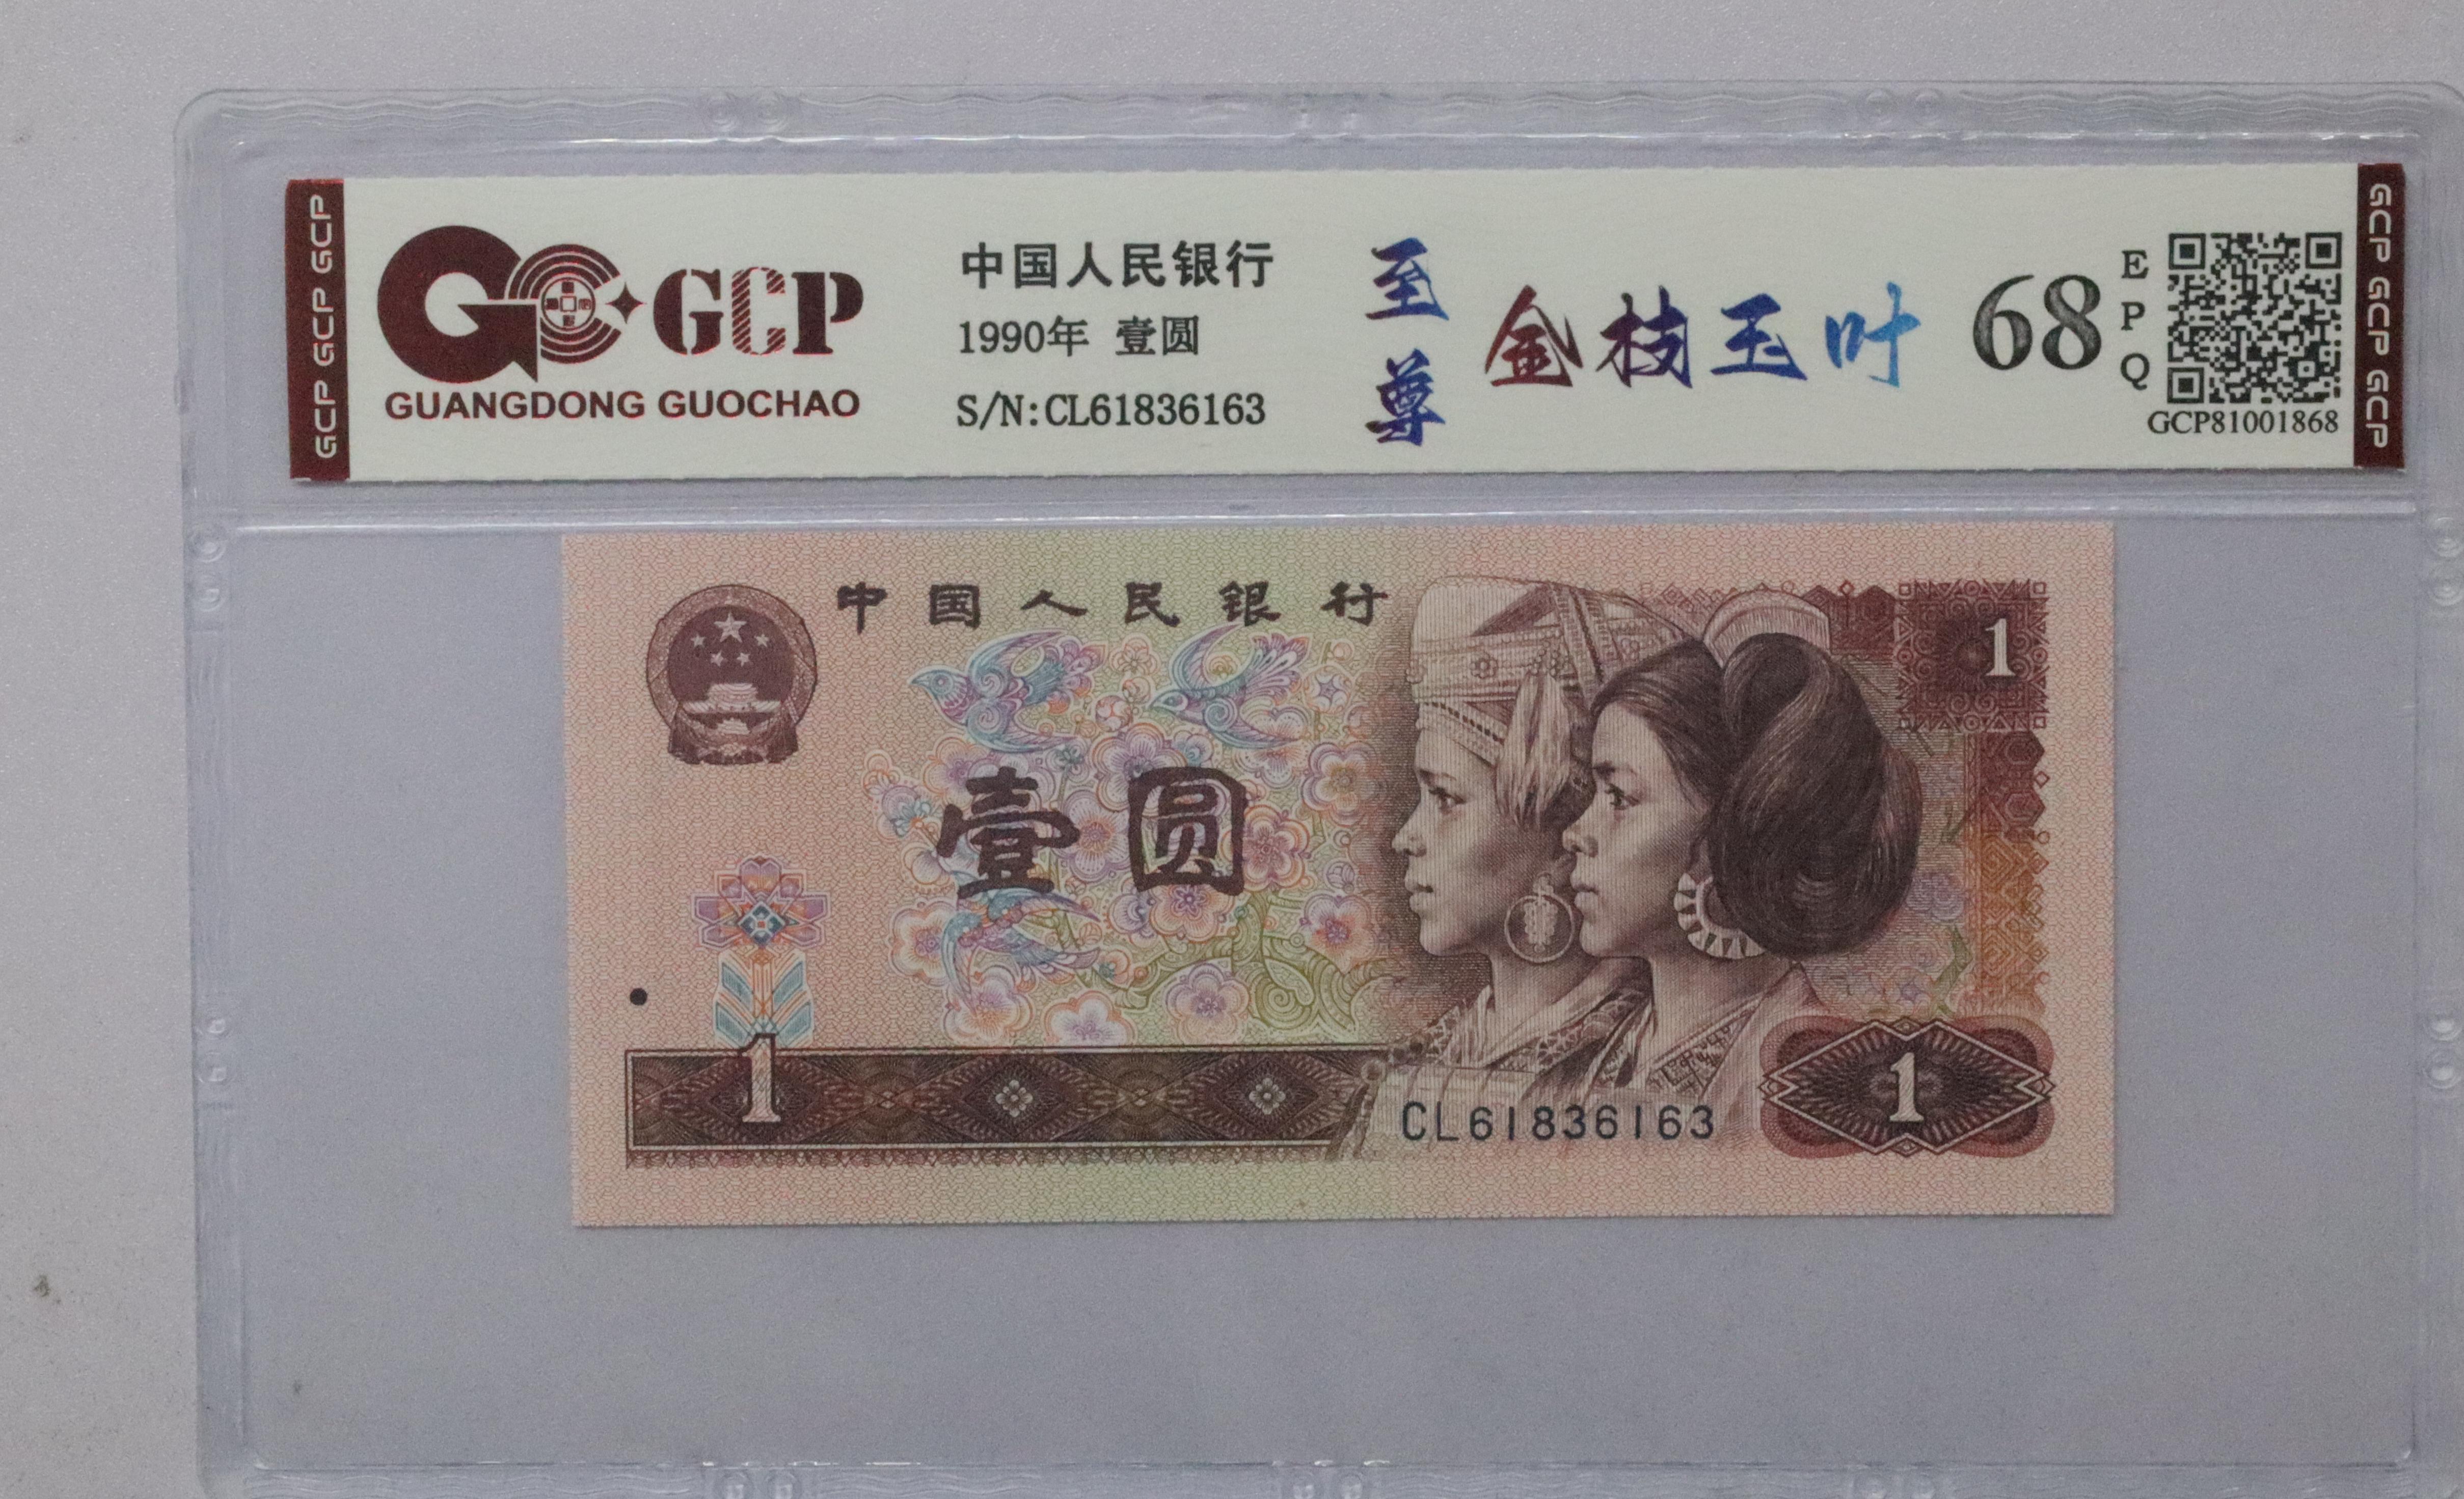 GCP GCP GCP
GCP
GUANGDONG GUOCHAO
中国人民银行
1990年 壹圆
S/N:CL61836163
至尊
金枝玉叶
68
EPQ
GCP81001868
GCP GCP GCP
中国人民银行
1
壹圆
1
CL61836163
1